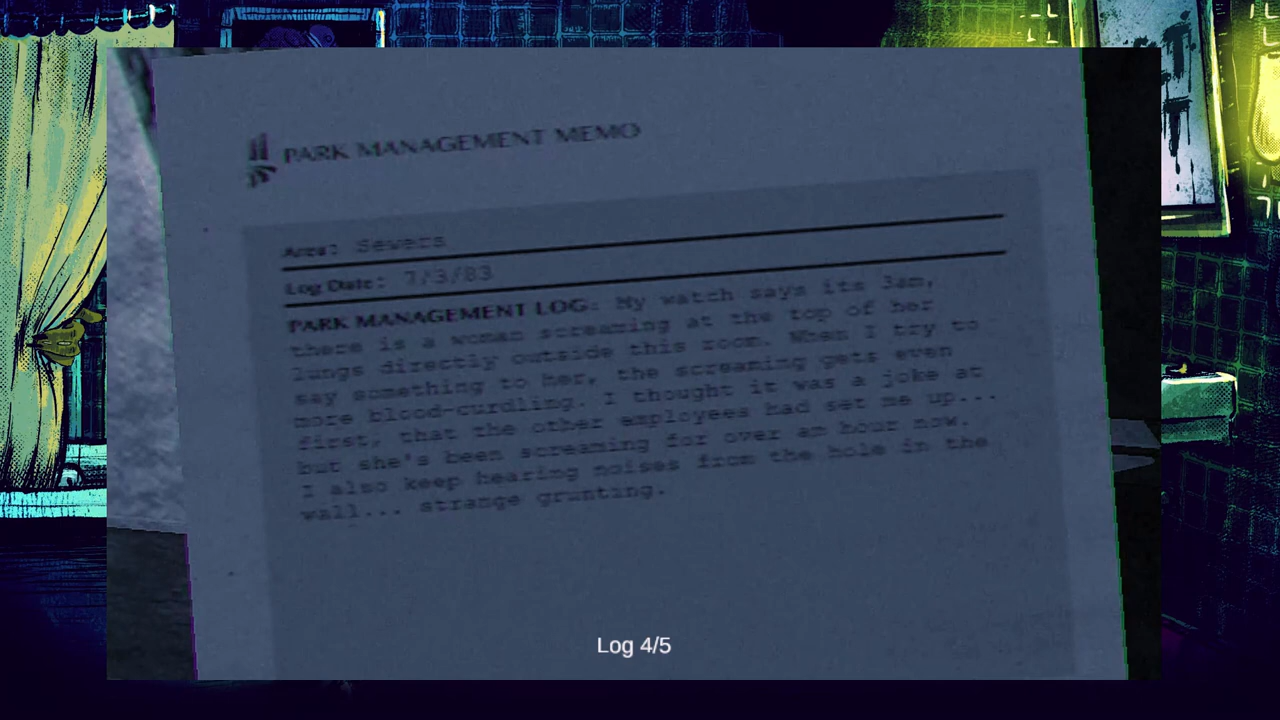 PARK MANAGEMENT MEMO
Area: Sewers
Log Date: 7/3/83
PARK MANAGEMENT LOG: My watch says its 3am,
there is a woman screaming at the top of her
lungs directly outside this room. When I try to
say something to her, the screaming gets even
more blood-curdling. I thought it was a joke at
first, that the other employees had set me up...
but she's been screaming for over an hour now.
I also keep hearing noises from the hole in the
wall... strange grunting.
Log 4/5